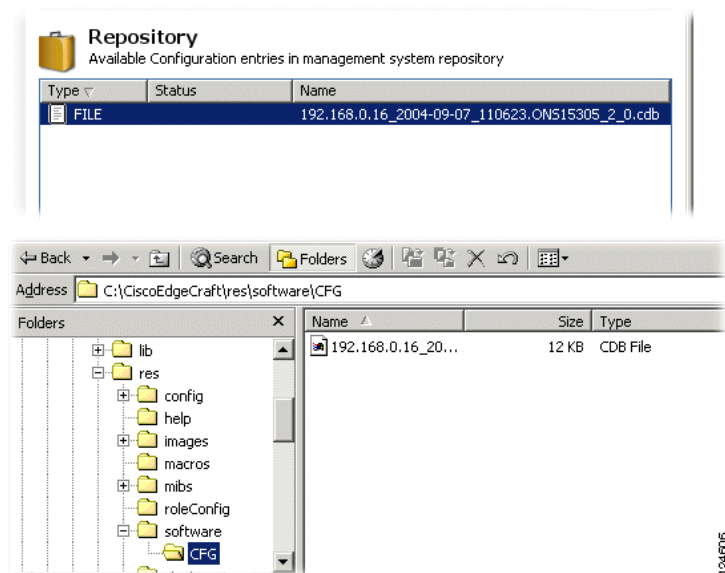 Repository
Available Configuration entries in management system repository
Type Status Name
FILE 192.168.0.16_2004-09-07_110623.ONS15305_2_0.cdb
Back Search Folders
Address C:\CiscoEdgeCraft\res\software\CFG
Folders x Name Size Type
lib 192.168.0.16_20... 12 KB CDB File
res
config
help
images
macros
mibs
roleConfig
software
CFG